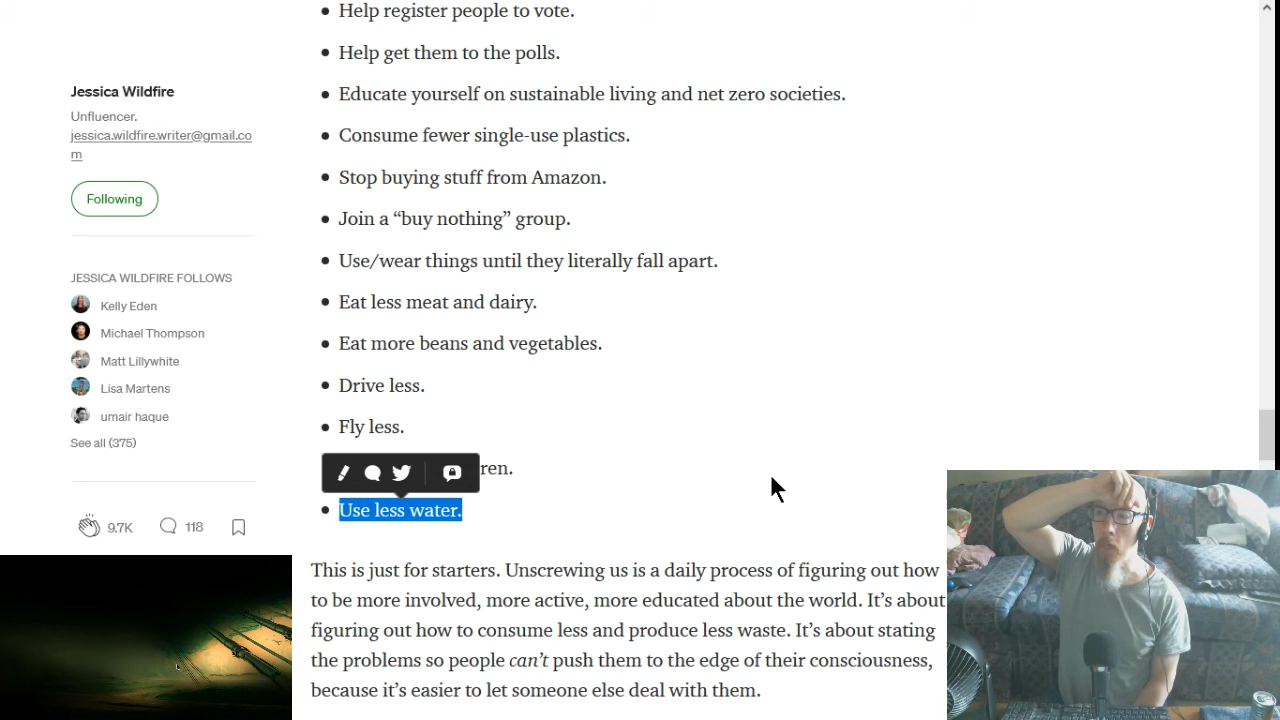 Help register people to vote.
Help get them to the polls.
Educate yourself on sustainable living and net zero societies.
Consume fewer single-use plastics.
Stop buying stuff from Amazon.
Join a “buy nothing” group.
Use/wear things until they literally fall apart.
Eat less meat and dairy.
Eat more beans and vegetables.
Drive less.
Fly less.
ren.
Use less water.
This is just for starters. Unscrewing us is a daily process of figuring out how
to be more involved, more active, more educated about the world. It’s about
figuring out how to consume less and produce less waste. It’s about stating
the problems so people can’t push them to the edge of their consciousness,
because it’s easier to let someone else deal with them.
Jessica Wildfire
Unfluencer.
jessica.wildfire.writer@gmail.co
m
Following
JESSICA WILDFIRE FOLLOWS
Kelly Eden
Michael Thompson
Matt Lillywhite
Lisa Martens
umair haque
See all (375)
9.7K 118